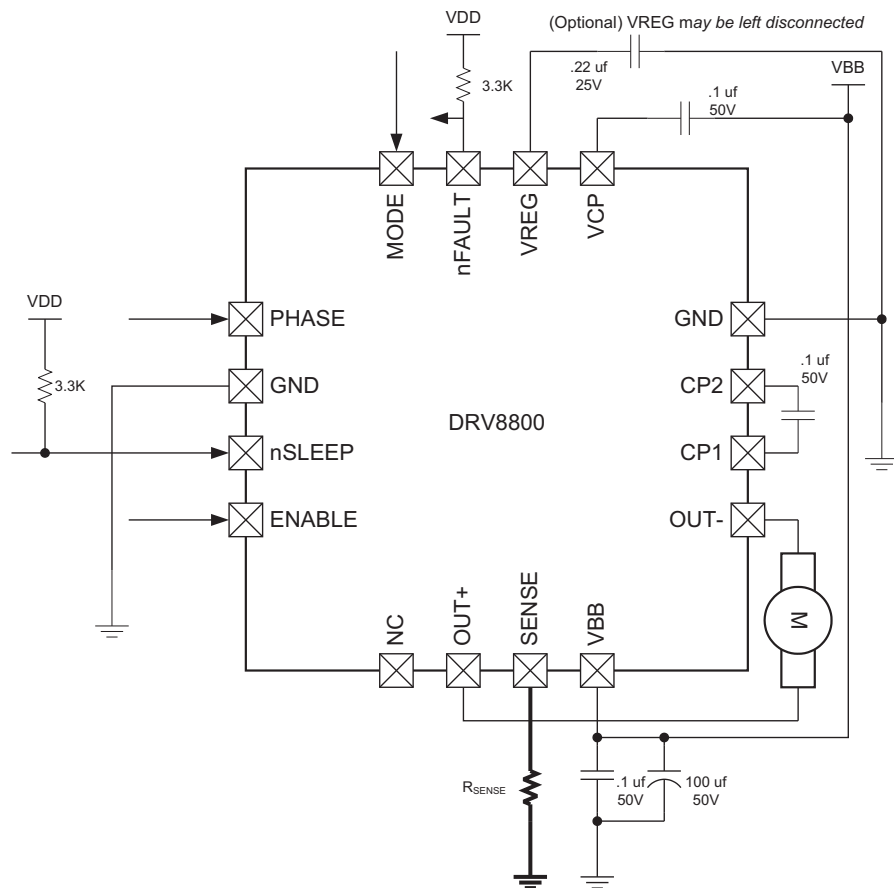 VDD
(Optional) VREG may be left disconnected
3.3K
.22 uf
25V
.1 uf
50V
VBB
MODE
nFAULT
VREG
VCP
VDD
3.3K
PHASE
GND
nSLEEP
ENABLE
DRV8800
GND
CP2
CP1
OUT-
.1 uf
50V
M
NC
OUT+
SENSE
VBB
RSENSE
.1 uf
50V
100 uf
50V